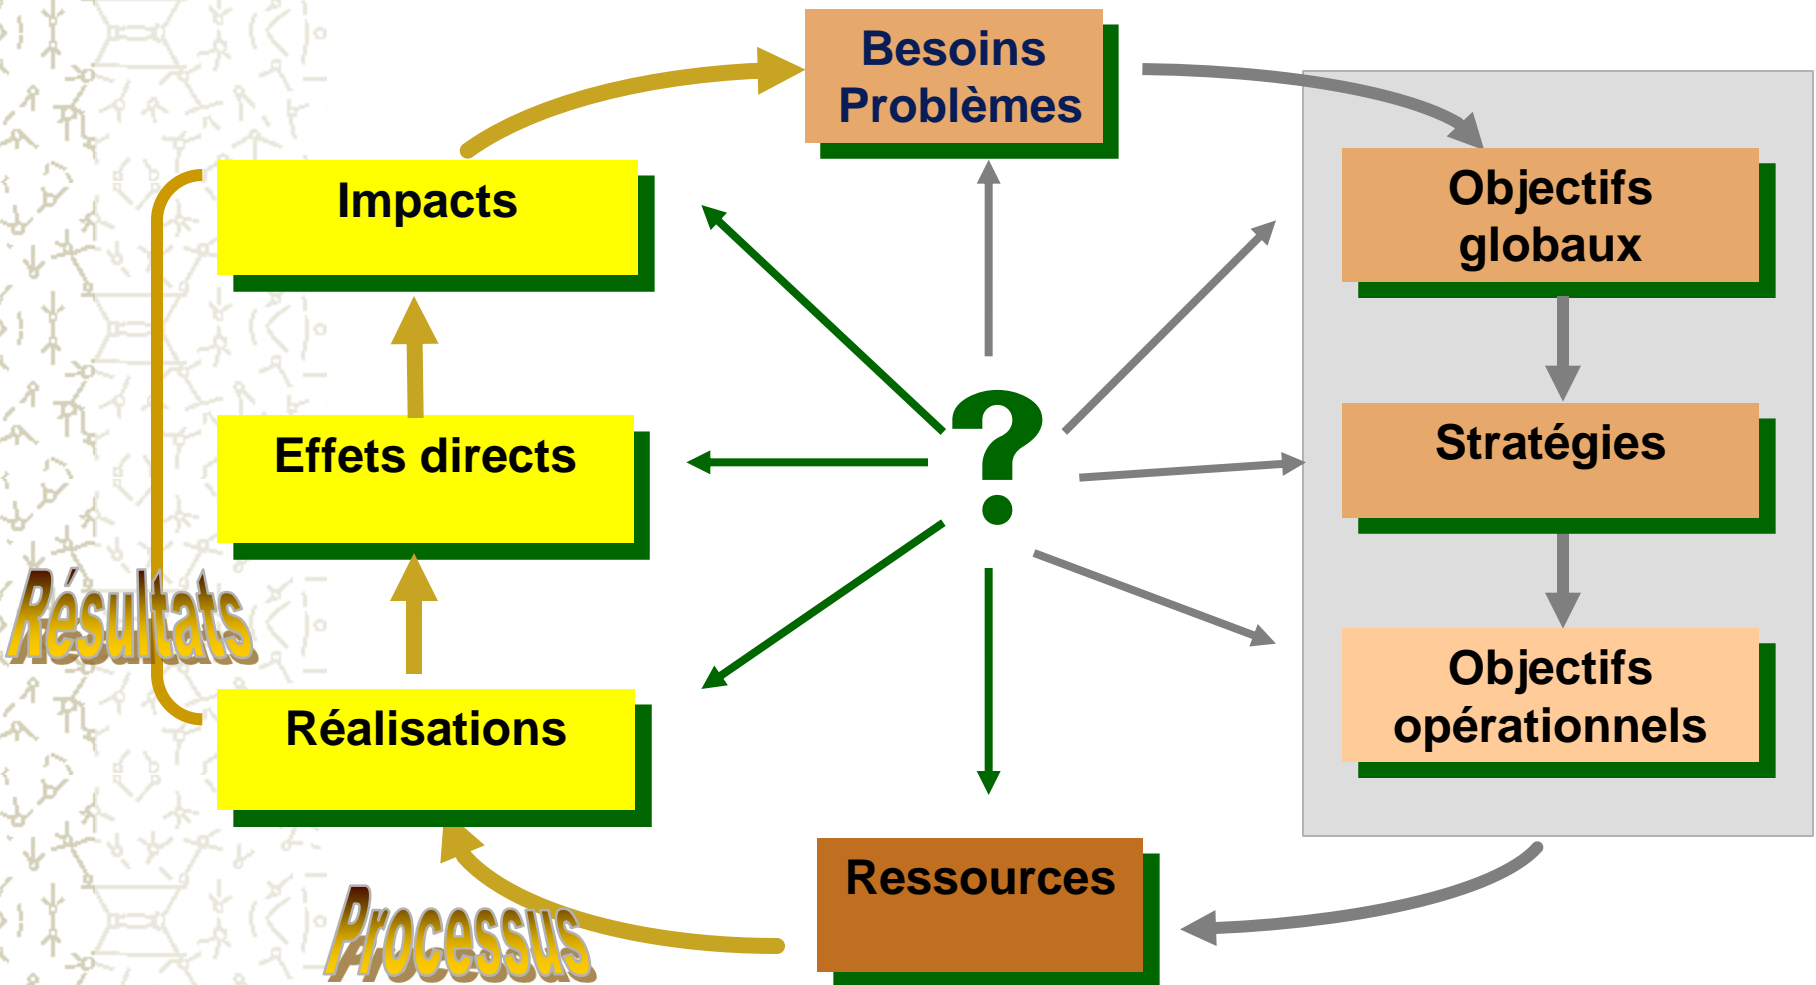 Besoins
Problèmes
Impacts
Objectifs
globaux
Effets directs
?
Stratégies
Résultats
Réalisations
Objectifs
opérationnels
Ressources
Processus